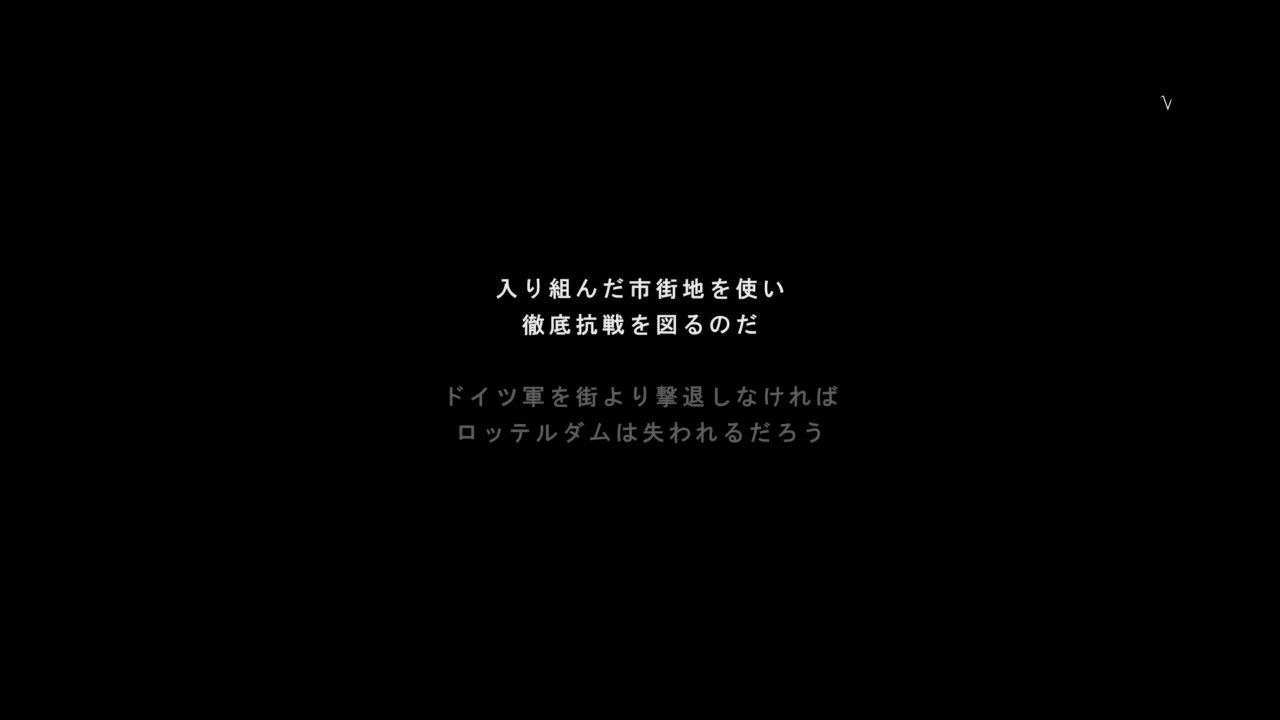 入り組んだ市街地を使い
徹底抗戦を図るのだ
ドイツ軍を街より撃退しなければ
ロッテルダムは失われるだろう